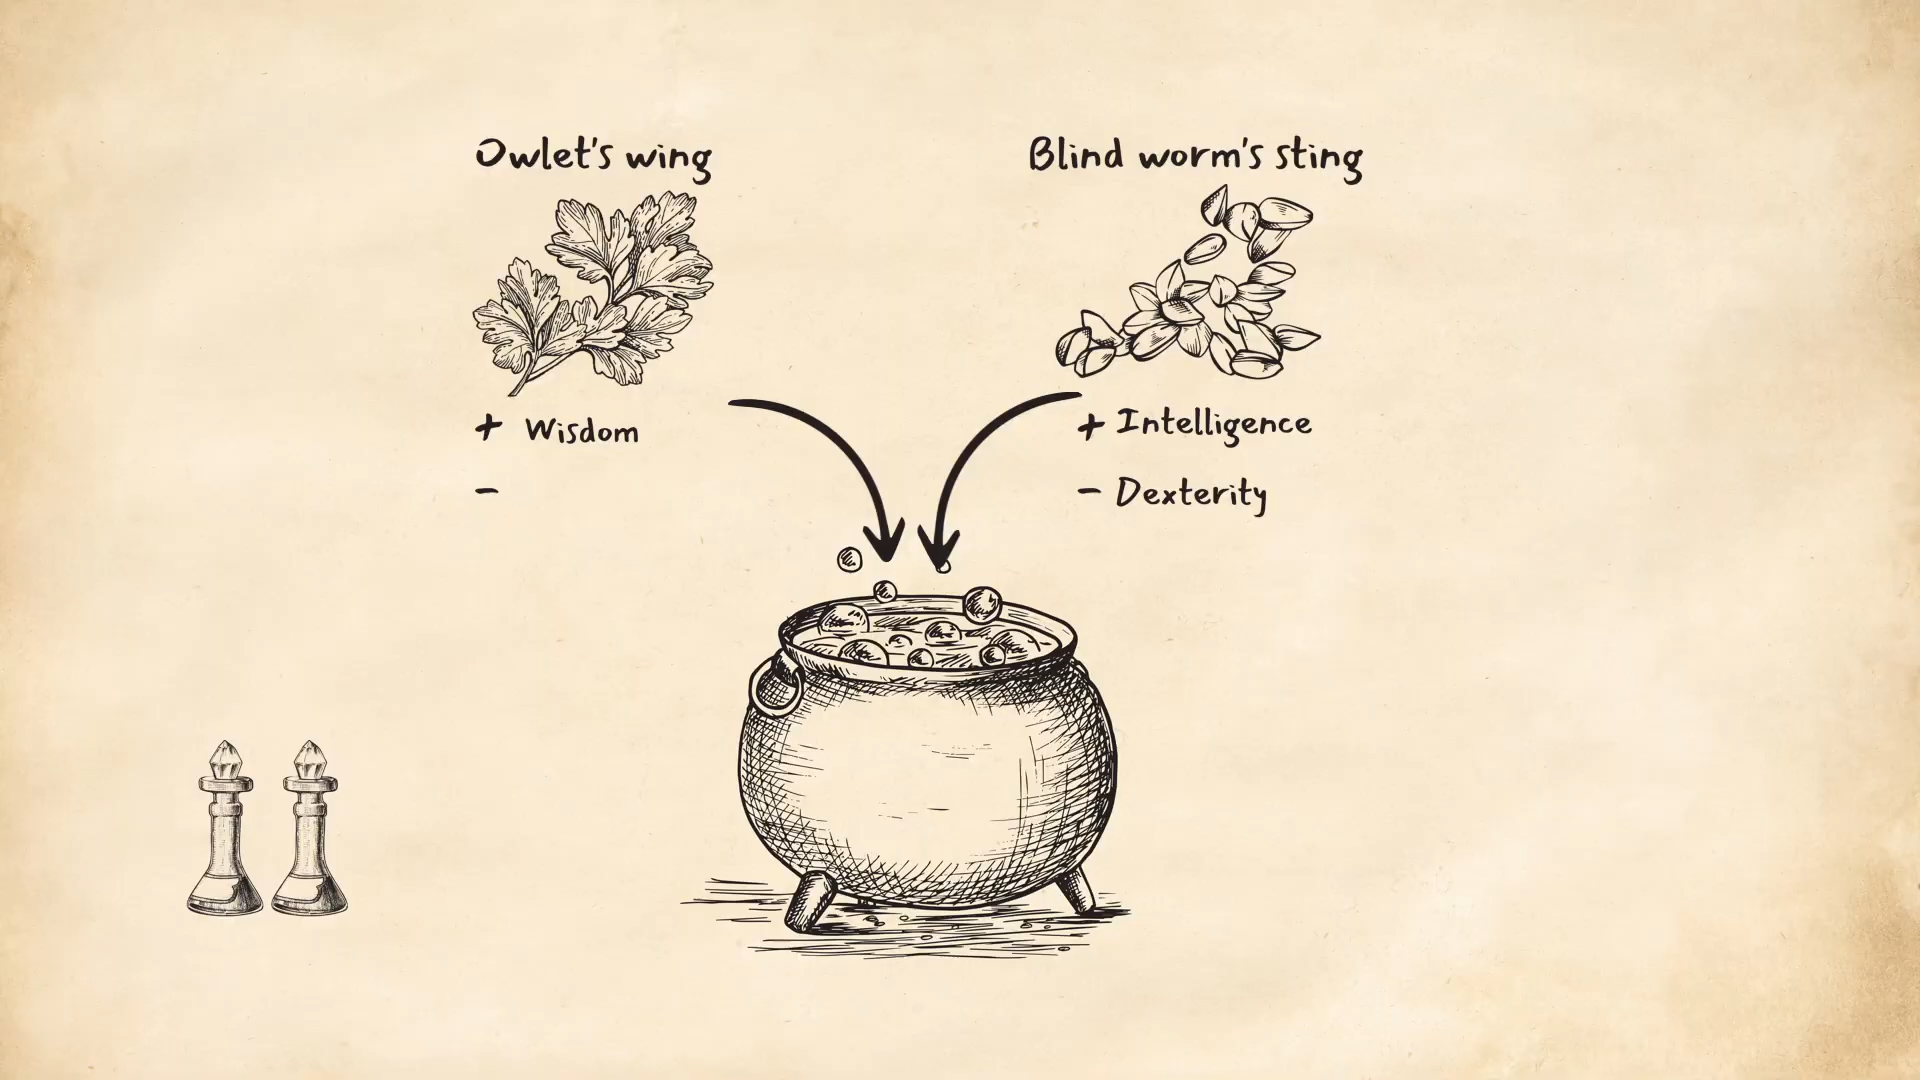 Owlet's wing
Blind worm's sting
+ Wisdom
-
+ Intelligence
- Dexterity